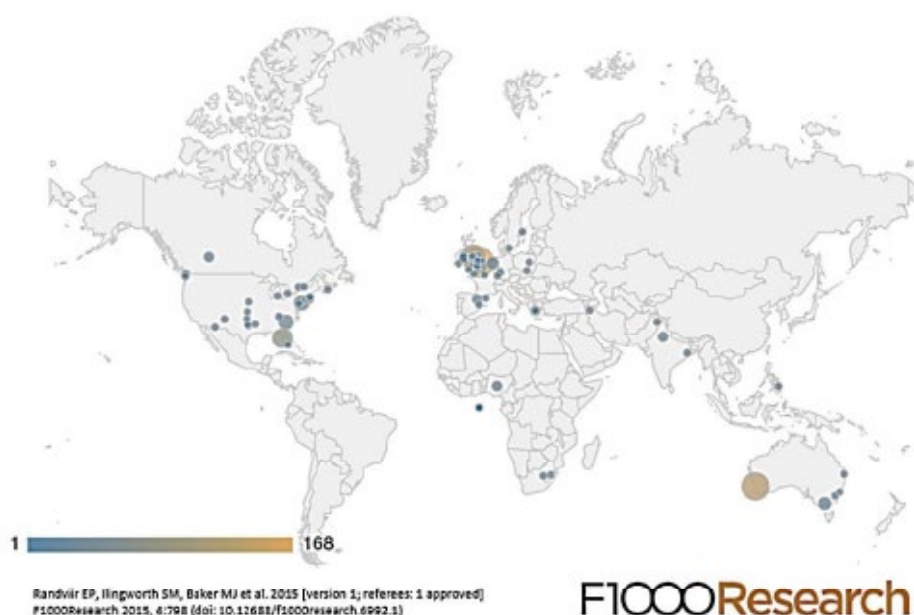 1 168
Randviir EP, Illingworth SM, Baker MJ et al. 2015 [version 1; referees: 1 approved]
F1000Research 2015, 4:798 (doi: 10.12688/f1000research.6992.1)
F1000Research